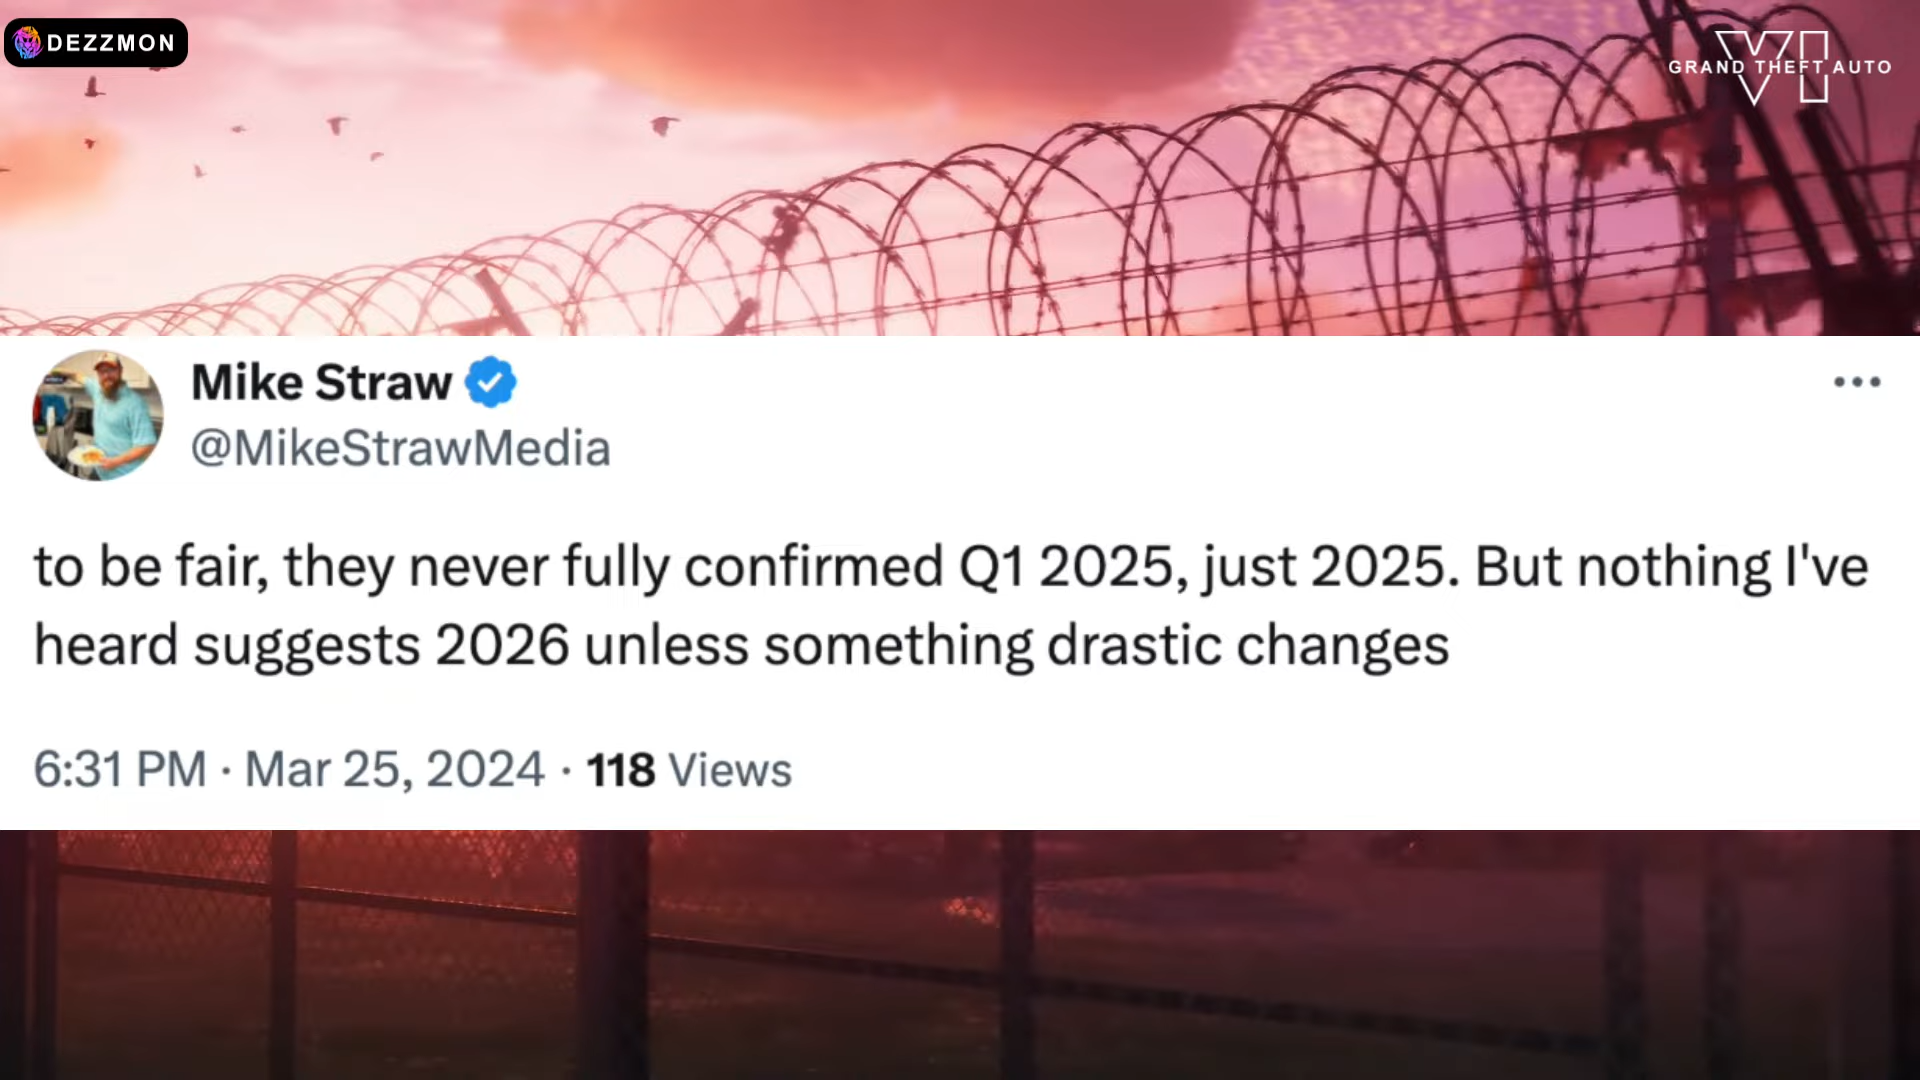 DEZZMON
VI
GRAND THEFT AUTO
Mike Straw
@MikeStrawMedia
to be fair, they never fully confirmed Q1 2025, just 2025. But nothing I've
heard suggests 2026 unless something drastic changes
6:31 PM · Mar 25, 2024 · 118 Views